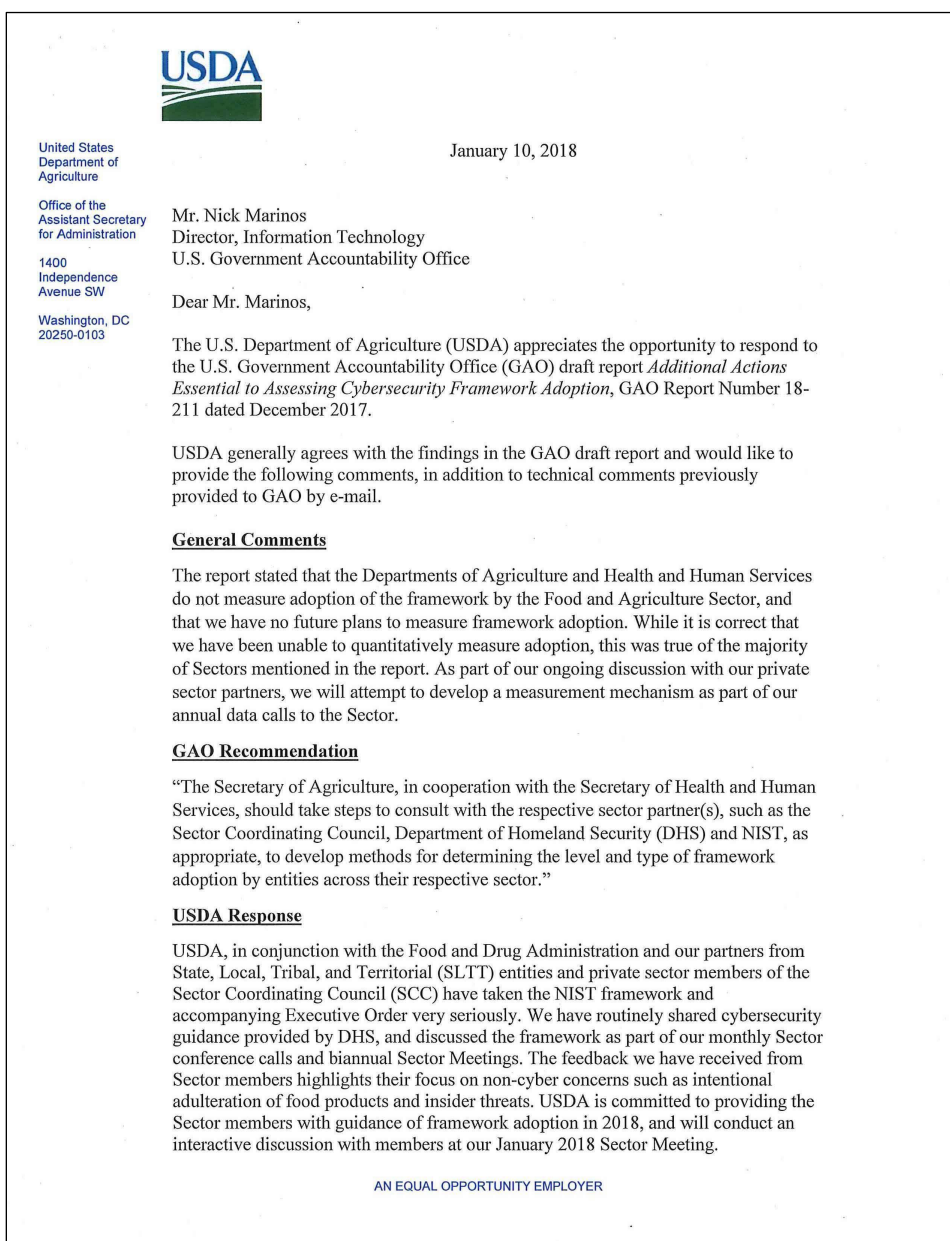 USDA
United States
Department of
Agriculture
Office of the
Assistant Secretary
for Administration
1400
Independence
Avenue SW
Washington, DC
20250-0103
January 10, 2018
Mr. Nick Marinos
Director, Information Technology
U.S. Government Accountability Office
Dear Mr. Marinos,
The U.S. Department of Agriculture (USDA) appreciates the opportunity to respond to
the U.S. Government Accountability Office (GAO) draft report Additional Actions
Essential to Assessing Cybersecurity Framework Adoption, GAO Report Number 18-
211 dated December 2017.
USDA generally agrees with the findings in the GAO draft report and would like to
provide the following comments, in addition to technical comments previously
provided to GAO by e-mail.
General Comments
The report stated that the Departments of Agriculture and Health and Human Services
do not measure adoption of the framework by the Food and Agriculture Sector, and
that we have no future plans to measure framework adoption. While it is correct that
we have been unable to quantitatively measure adoption, this was true of the majority
of Sectors mentioned in the report. As part of our ongoing discussion with our private
sector partners, we will attempt to develop a measurement mechanism as part of our
annual data calls to the Sector.
GAO Recommendation
“The Secretary of Agriculture, in cooperation with the Secretary of Health and Human
Services, should take steps to consult with the respective sector partner(s), such as the
Sector Coordinating Council, Department of Homeland Security (DHS) and NIST, as
appropriate, to develop methods for determining the level and type of framework
adoption by entities across their respective sector.”
USDA Response
USDA, in conjunction with the Food and Drug Administration and our partners from
State, Local, Tribal, and Territorial (SLTT) entities and private sector members of the
Sector Coordinating Council (SCC) have taken the NIST framework and
accompanying Executive Order very seriously. We have routinely shared cybersecurity
guidance provided by DHS, and discussed the framework as part of our monthly Sector
conference calls and biannual Sector Meetings. The feedback we have received from
Sector members highlights their focus on non-cyber concerns such as intentional
adulteration of food products and insider threats. USDA is committed to providing the
Sector members with guidance of framework adoption in 2018, and will conduct an
interactive discussion with members at our January 2018 Sector Meeting.
AN EQUAL OPPORTUNITY EMPLOYER